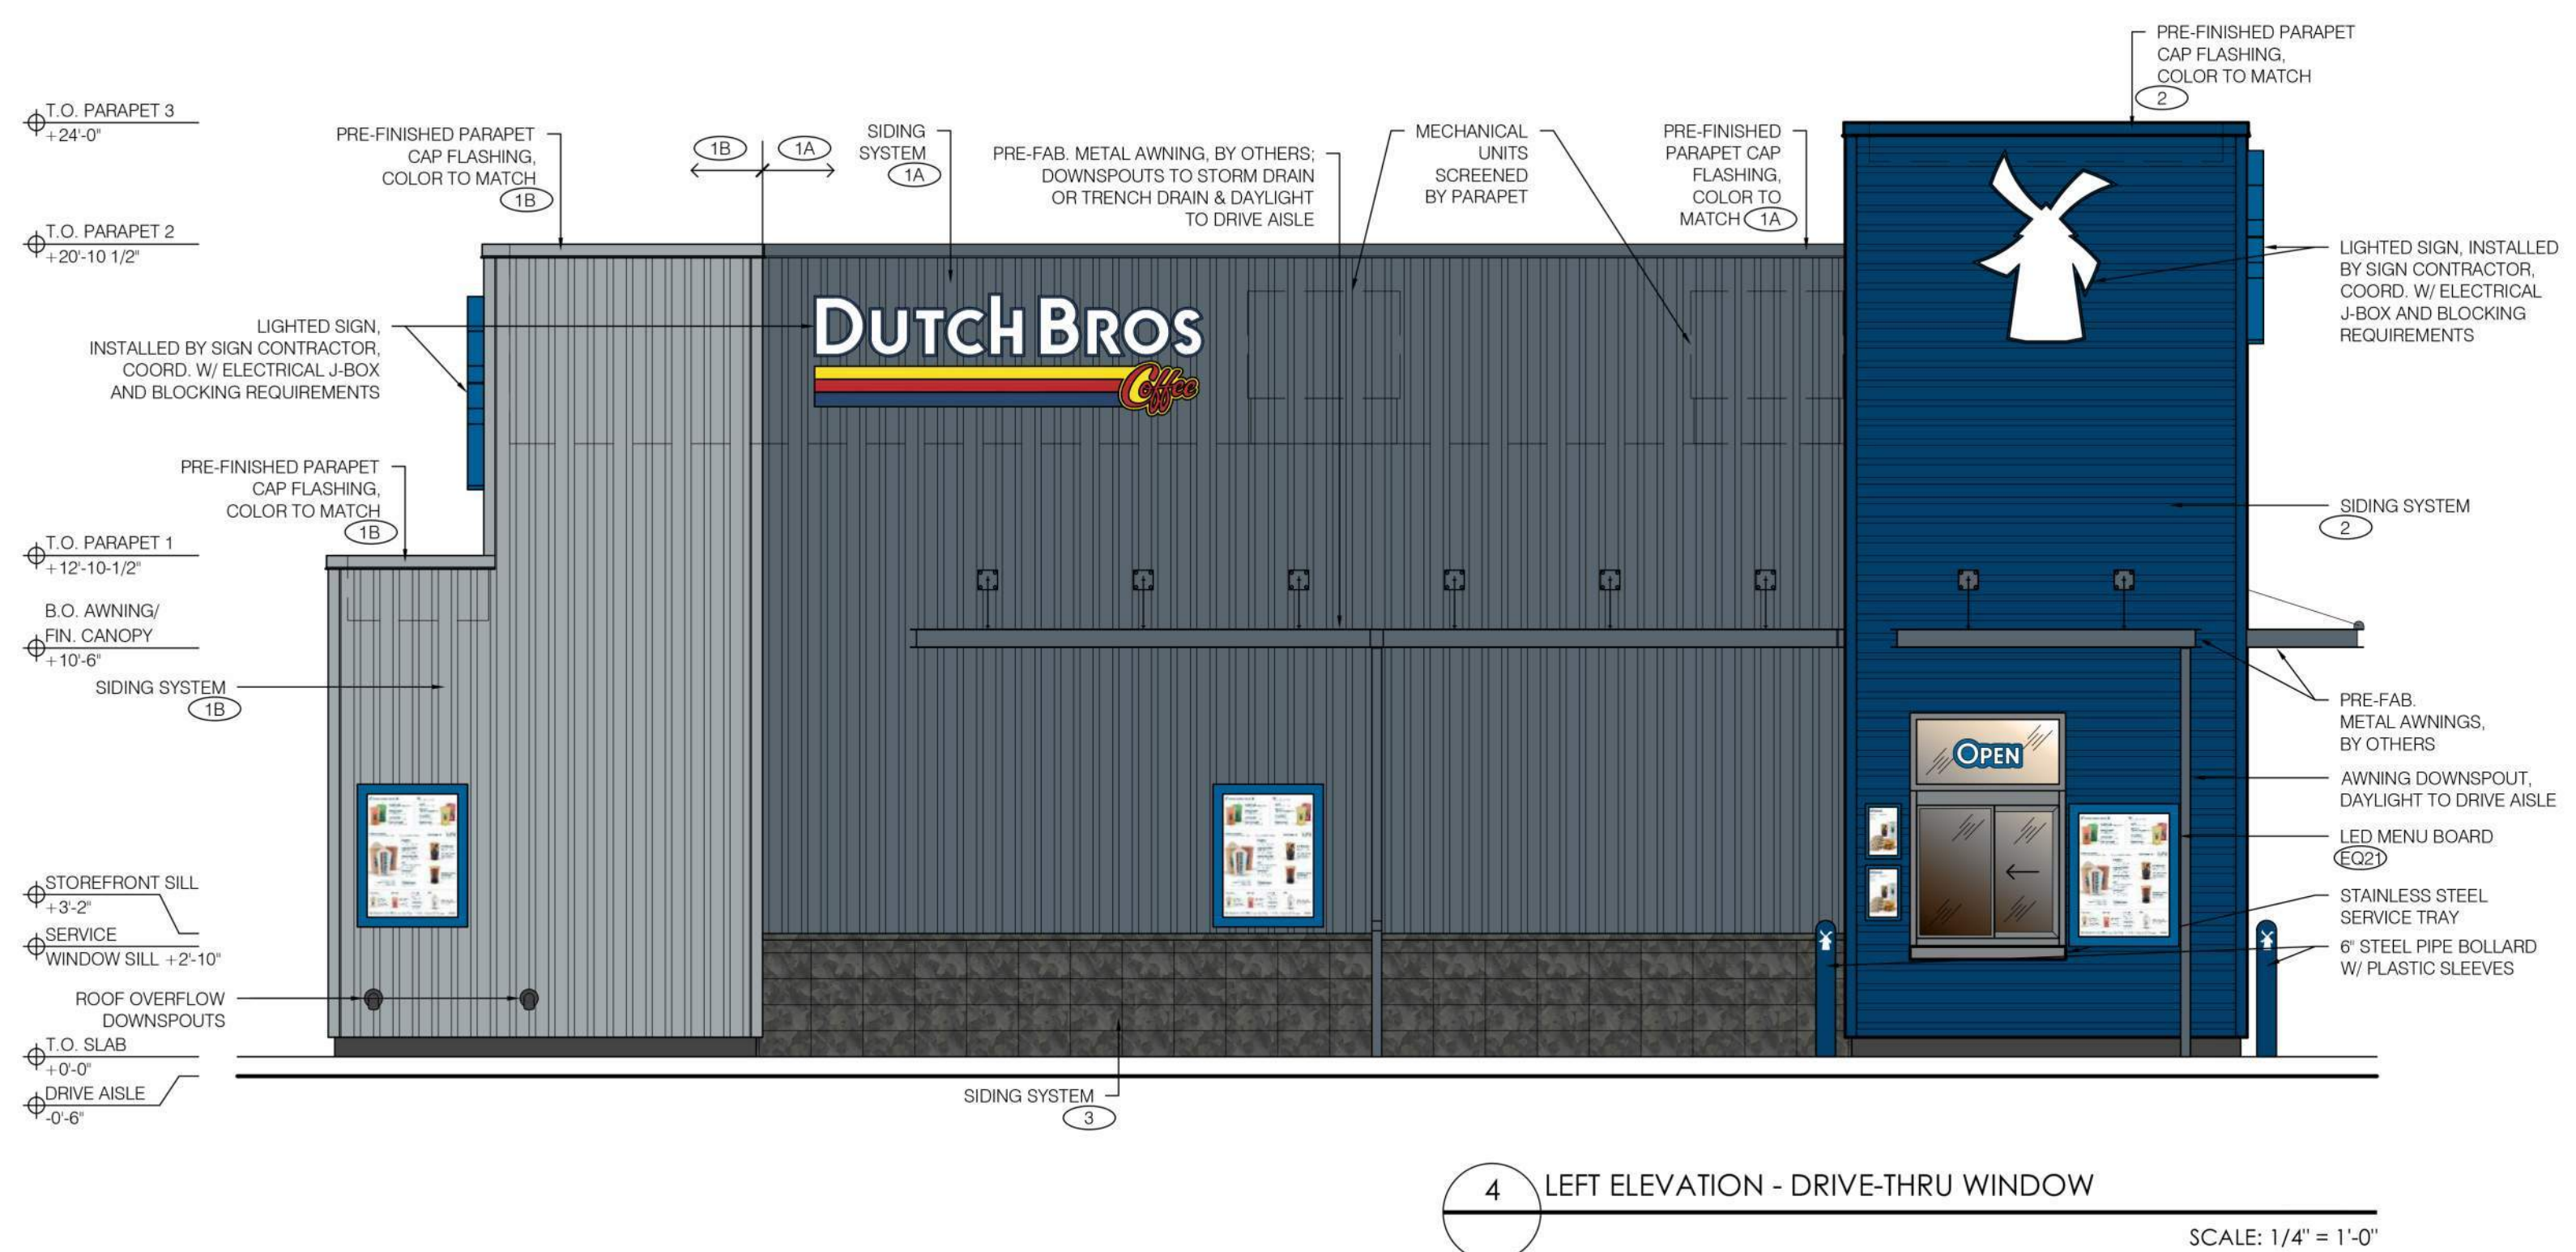 PRE-FINISHED PARAPET
CAP FLASHING,
COLOR TO MATCH
2
T.O. PARAPET 3
+24'-0"
PRE-FINISHED PARAPET
CAP FLASHING,
COLOR TO MATCH
1B
1B
1A
SIDING
SYSTEM
1A
PRE-FAB. METAL AWNING, BY OTHERS;
DOWNSPOUTS TO STORM DRAIN
OR TRENCH DRAIN & DAYLIGHT
TO DRIVE AISLE
MECHANICAL
UNITS
SCREENED
BY PARAPET
PRE-FINISHED
PARAPET CAP
FLASHING,
COLOR TO
MATCH 1A
T.O. PARAPET 2
+20'-10 1/2"
LIGHTED SIGN, INSTALLED
BY SIGN CONTRACTOR,
COORD. W/ ELECTRICAL
J-BOX AND BLOCKING
REQUIREMENTS
LIGHTED SIGN,
INSTALLED BY SIGN CONTRACTOR,
COORD. W/ ELECTRICAL J-BOX
AND BLOCKING REQUIREMENTS
DUTCH BROS
Coffee
PRE-FINISHED PARAPET
CAP FLASHING,
COLOR TO MATCH
1B
SIDING SYSTEM
2
T.O. PARAPET 1
+12'-10-1/2"
B.O. AWNING/
FIN. CANOPY
+10'-6"
SIDING SYSTEM
1B
PRE-FAB.
METAL AWNINGS,
BY OTHERS
OPEN
AWNING DOWNSPOUT,
DAYLIGHT TO DRIVE AISLE
LED MENU BOARD
EQ21
STOREFRONT SILL
+3'-2"
STAINLESS STEEL
SERVICE TRAY
SERVICE
WINDOW SILL +2'-10"
6" STEEL PIPE BOLLARD
W/ PLASTIC SLEEVES
ROOF OVERFLOW
DOWNSPOUTS
T.O. SLAB
+0'-0"
DRIVE AISLE
-0'-6"
SIDING SYSTEM
3
4
LEFT ELEVATION - DRIVE-THRU WINDOW
SCALE: 1/4" = 1'-0"